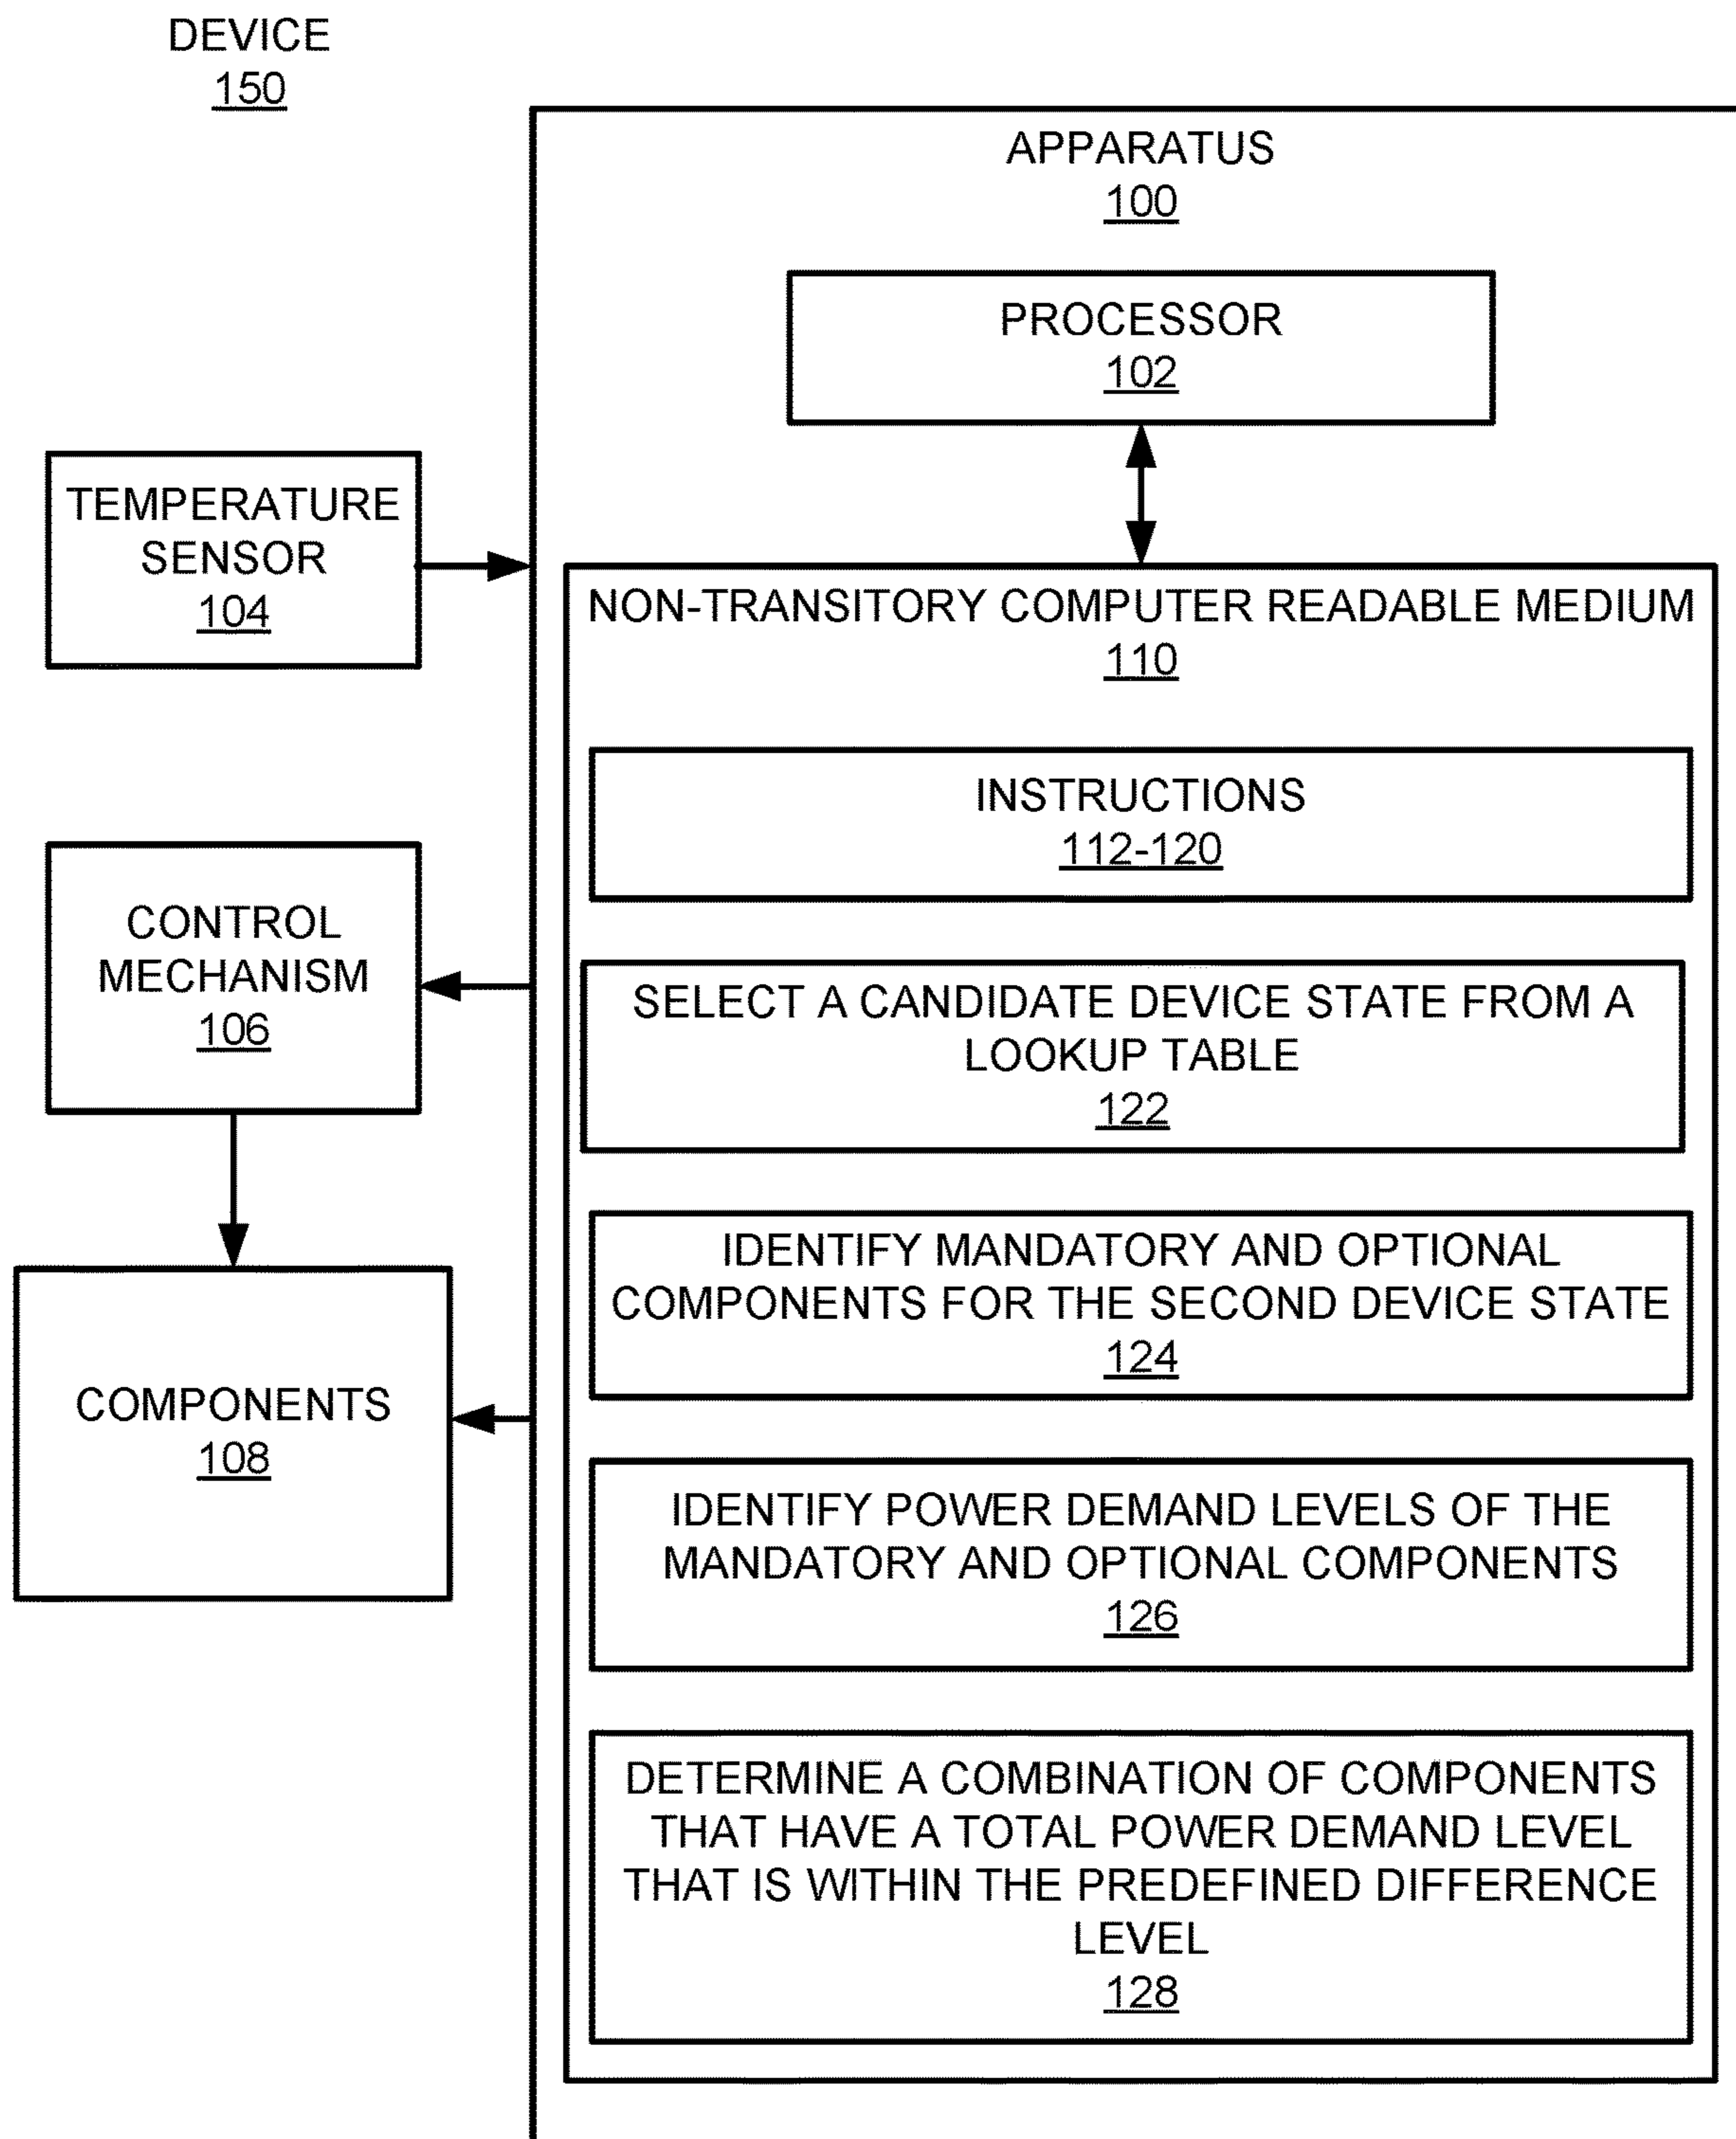 DEVICE
150
APPARATUS
100
PROCESSOR
102
TEMPERATURE
SENSOR
104
NON-TRANSITORY COMPUTER READABLE MEDIUM
110
INSTRUCTIONS
112-120
CONTROL
MECHANISM
106
SELECT A CANDIDATE DEVICE STATE FROM A
LOOKUP TABLE
122
IDENTIFY MANDATORY AND OPTIONAL
COMPONENTS FOR THE SECOND DEVICE STATE
124
COMPONENTS
108
IDENTIFY POWER DEMAND LEVELS OF THE
MANDATORY AND OPTIONAL COMPONENTS
126
DETERMINE A COMBINATION OF COMPONENTS
THAT HAVE A TOTAL POWER DEMAND LEVEL
THAT IS WITHIN THE PREDEFINED DIFFERENCE
LEVEL
128